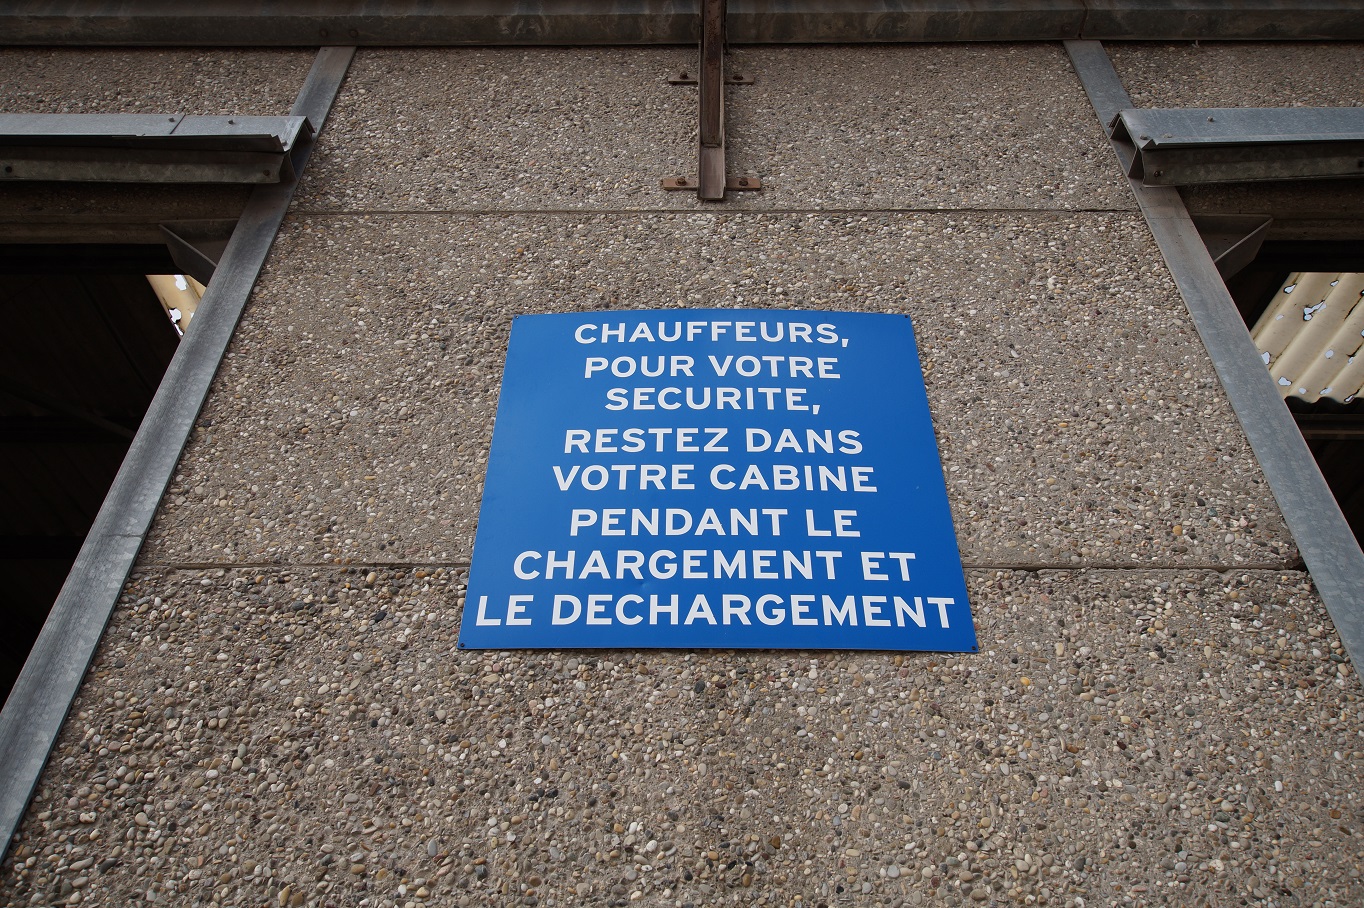 CHAUFFEURS,
POUR VOTRE
SECURITE,
RESTEZ DANS
VOTRE CABINE
PENDANT LE
CHARGEMENT ET
LE DECHARGEMENT